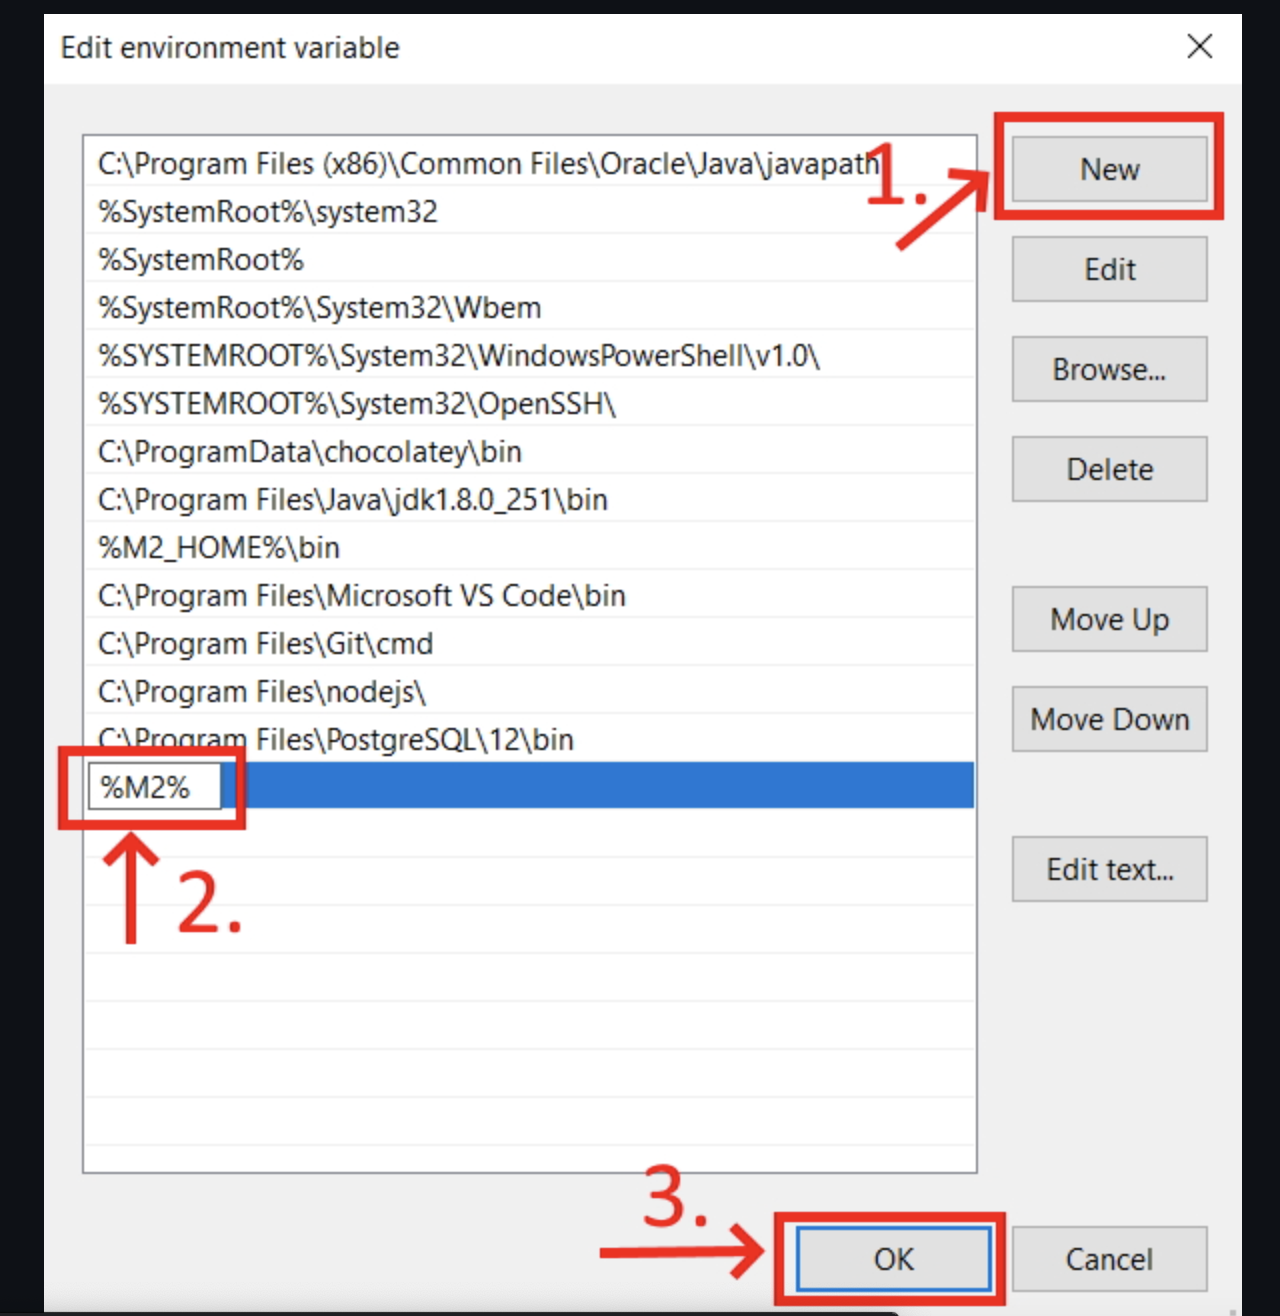 Edit environment variable
C:\Program Files (x86)\Common Files\Oracle\Java\javapath
1.
New
%SystemRoot%\system32
%SystemRoot%
Edit
%SystemRoot%\System32\Wbem
%SYSTEMROOT%\System32\WindowsPowerShell\v1.0\
Browse...
%SYSTEMROOT%\System32\OpenSSH\
C:\ProgramData\chocolatey\bin
Delete
C:\Program Files\Java\jdk1.8.0_251\bin
%M2_HOME%\bin
C:\Program Files\Microsoft VS Code\bin
Move Up
C:\Program Files\Git\cmd
C:\Program Files\nodejs\
Move Down
C:\Program Files\PostgreSQL\12\bin
%M2%
2.
Edit text...
3.
OK
Cancel